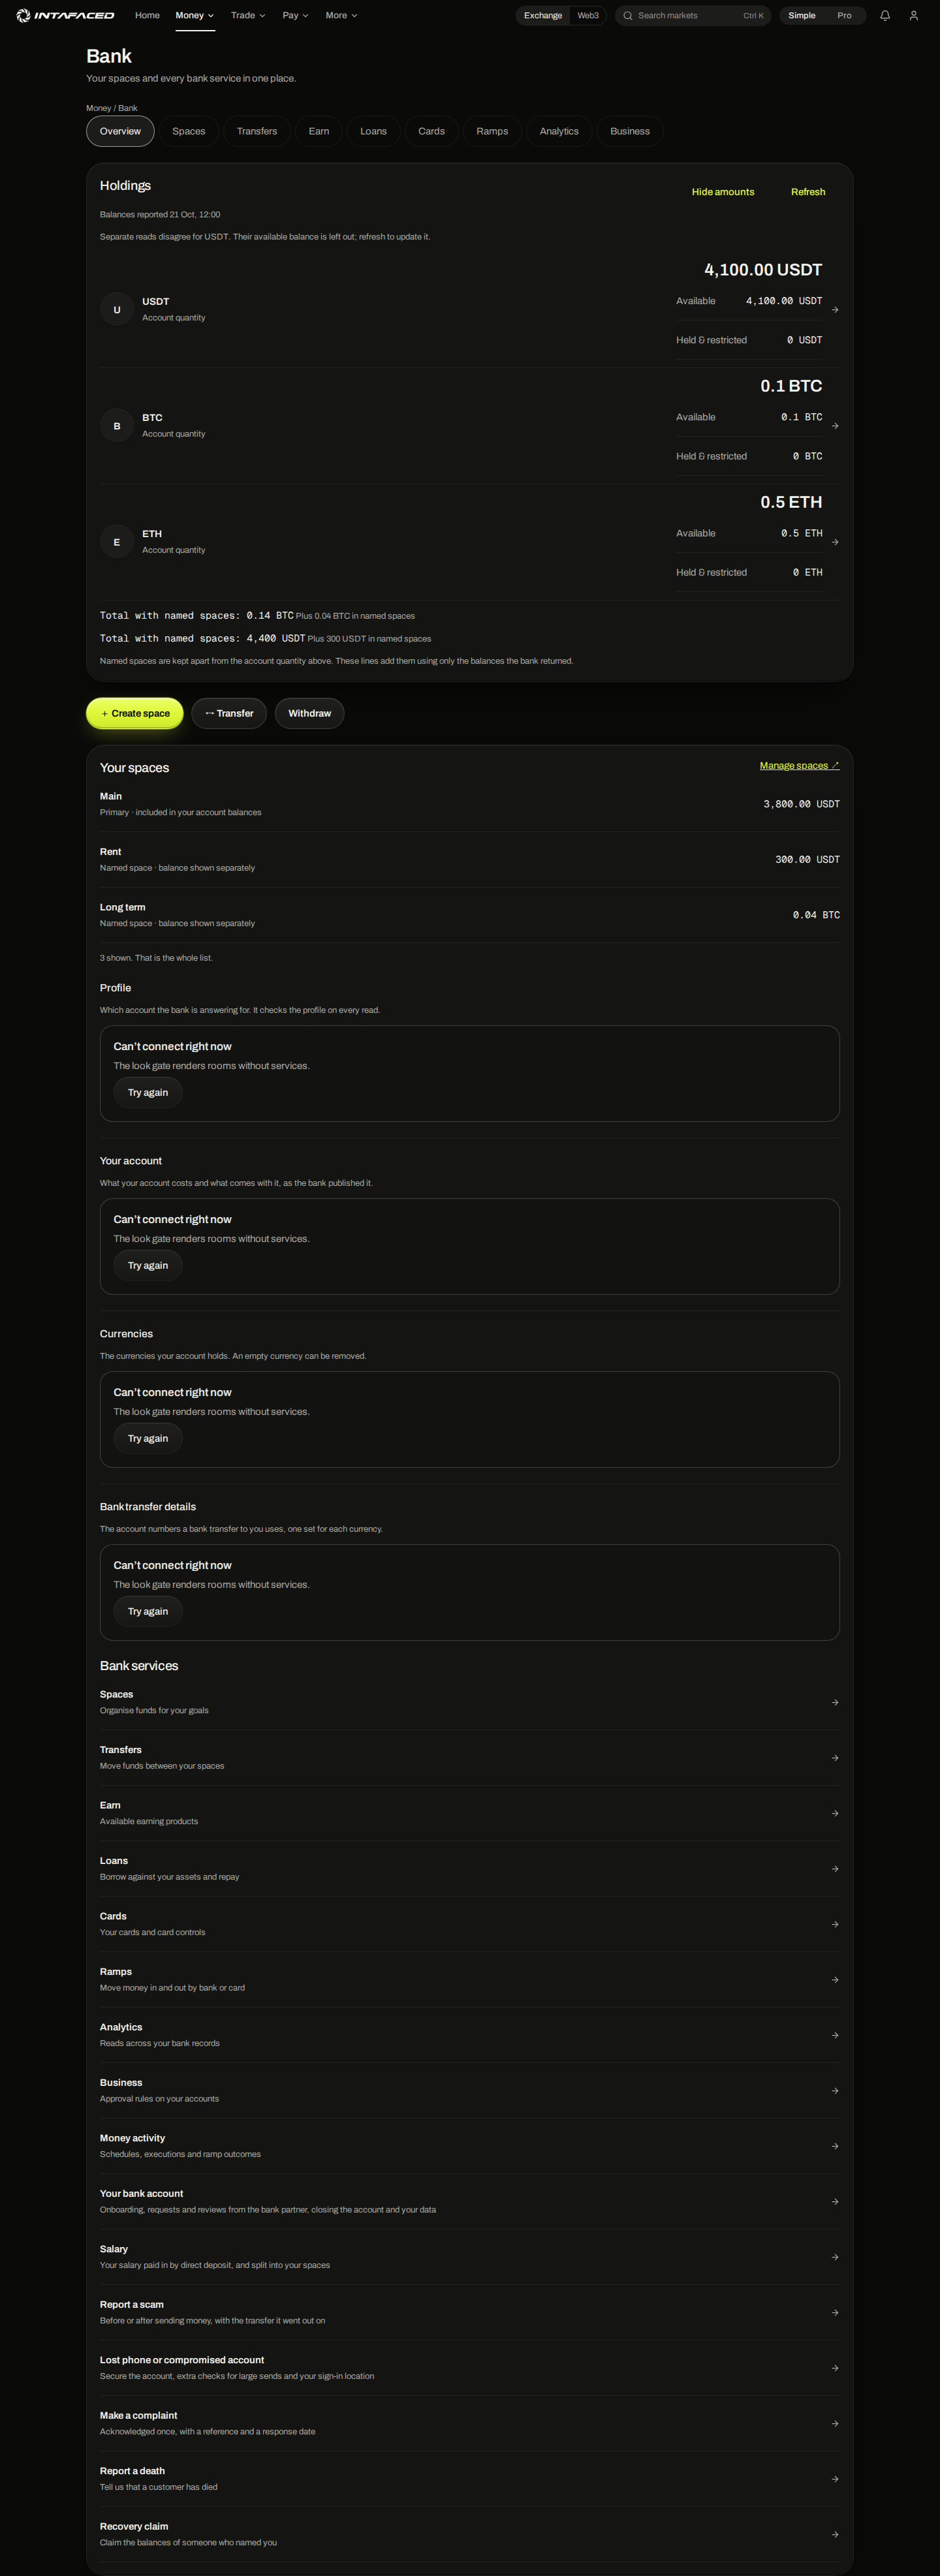 INTAFACED
Home
Money
Trade
Pay
More
Exchange
Web3
Search markets
Ctrl K
Simple
Pro
Bank
Your spaces and every bank service in one place.
Money / Bank
Overview
Spaces
Transfers
Earn
Loans
Cards
Ramps
Analytics
Business
Holdings
Hide amounts
Refresh
Balances reported 21 Oct, 12:00
Separate reads disagree for USDT. Their available balance is left out; refresh to update it.
4,100.00 USDT
U
USDT
Account quantity
Available 4,100.00 USDT
Held & restricted 0 USDT
0.1 BTC
B
BTC
Account quantity
Available 0.1 BTC
Held & restricted 0 BTC
0.5 ETH
E
ETH
Account quantity
Available 0.5 ETH
Held & restricted 0 ETH
Total with named spaces: 0.14 BTC Plus 0.04 BTC in named spaces
Total with named spaces: 4,400 USDT Plus 300 USDT in named spaces
Named spaces are kept apart from the account quantity above. These lines add them using only the balances the bank returned.
+ Create space
↔ Transfer
Withdraw
Your spaces
Manage spaces ↗
Main
Primary · included in your account balances
3,800.00 USDT
Rent
Named space · balance shown separately
300.00 USDT
Long term
Named space · balance shown separately
0.04 BTC
3 shown. That is the whole list.
Profile
Which account the bank is answering for. It checks the profile on every read.
Can't connect right now
The look gate renders rooms without services.
Try again
Your account
What your account costs and what comes with it, as the bank published it.
Can't connect right now
The look gate renders rooms without services.
Try again
Currencies
The currencies your account holds. An empty currency can be removed.
Can't connect right now
The look gate renders rooms without services.
Try again
Bank transfer details
The account numbers a bank transfer to you uses, one set for each currency.
Can't connect right now
The look gate renders rooms without services.
Try again
Bank services
Spaces
Organise funds for your goals
→
Transfers
Move funds between your spaces
→
Earn
Available earning products
→
Loans
Borrow against your assets and repay
→
Cards
Your cards and card controls
→
Ramps
Move money in and out by bank or card
→
Analytics
Reads across your bank records
→
Business
Approval rules on your accounts
→
Money activity
Schedules, executions and ramp outcomes
→
Your bank account
Onboarding, requests and reviews from the bank partner, closing the account and your data
→
Salary
Your salary paid in by direct deposit, and split into your spaces
→
Report a scam
Before or after sending money, with the transfer it went out on
→
Lost phone or compromised account
Secure the account, extra checks for large sends and your sign-in location
→
Make a complaint
Acknowledged once, with a reference and a response date
→
Report a death
Tell us that a customer has died
→
Recovery claim
Claim the balances of someone who named you
→